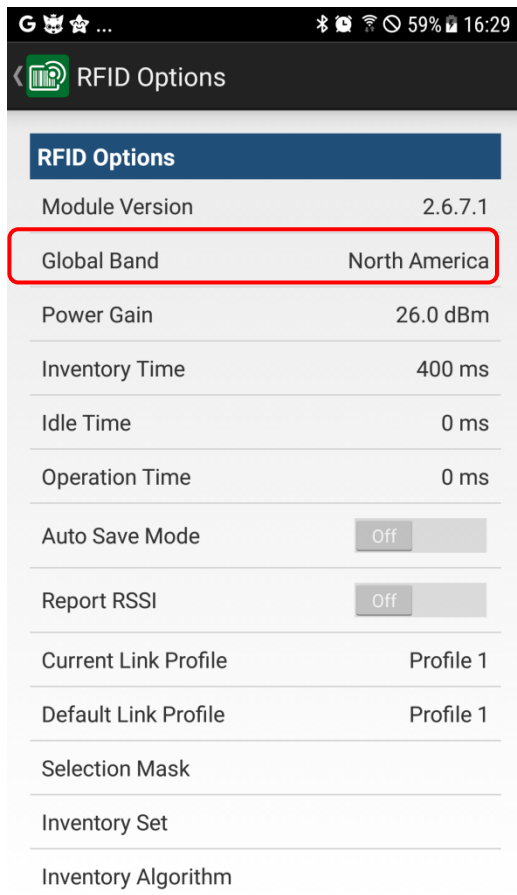 G ... 59% 16:29
RFID Options
RFID Options
Module Version 2.6.7.1
Global Band North America
Power Gain 26.0 dBm
Inventory Time 400 ms
Idle Time 0 ms
Operation Time 0 ms
Auto Save Mode Off
Report RSSI Off
Current Link Profile Profile 1
Default Link Profile Profile 1
Selection Mask
Inventory Set
Inventory Algorithm